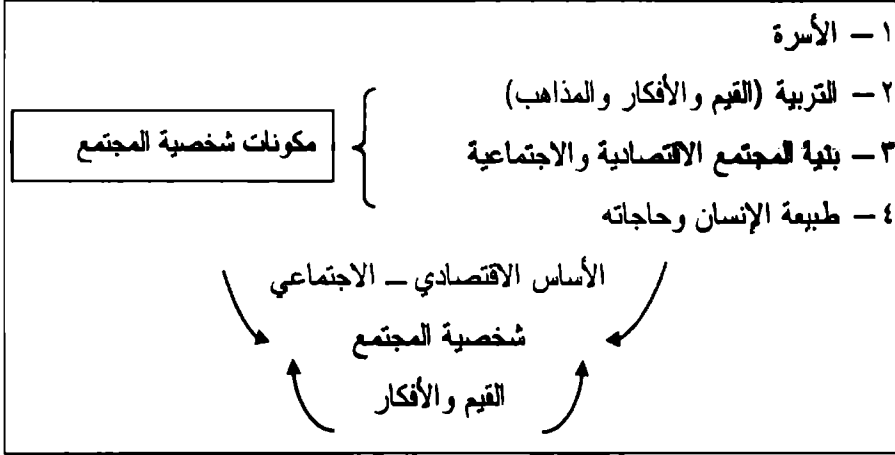 ١ – الأسرة
٢ – التربية (القيم والأفكار والمذاهب)
مكونات شخصية المجتمع
٣ – بنية المجتمع الاقتصادية والاجتماعية
٤ – طبيعة الإنسان وحاجاته
الأساس الاقتصادي – الاجتماعي
شخصية المجتمع
القيم والأفكار